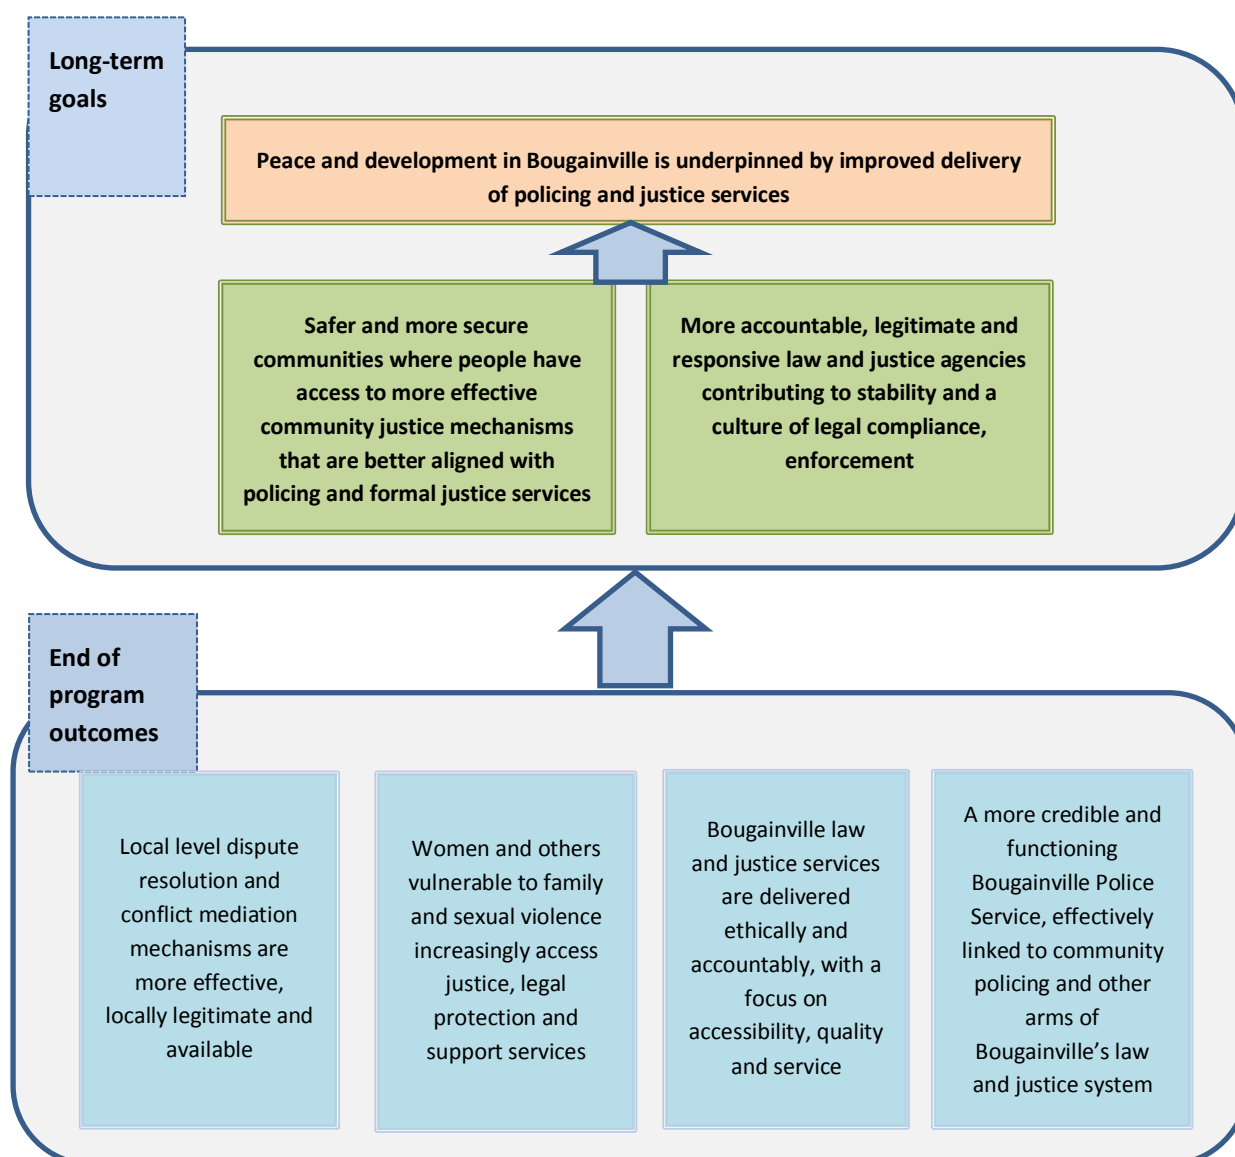 Long-term
goals
Peace and development in Bougainville is underpinned by improved delivery
of policing and justice services
Safer and more secure
communities where people have
access to more effective
community justice mechanisms
that are better aligned with
policing and formal justice services
More accountable, legitimate and
responsive law and justice agencies
contributing to stability and a
culture of legal compliance,
enforcement
End of
program
outcomes
Local level dispute
resolution and
conflict mediation
mechanisms are
more effective,
locally legitimate and
available
Women and others
vulnerable to family
and sexual violence
increasingly access
justice, legal
protection and
support services
Bougainville law
and justice services
are delivered
ethically and
accountably, with a
focus on
accessibility, quality
and service
A more credible and
functioning
Bougainville Police
Service, effectively
linked to community
policing and other
arms of
Bougainville’s law
and justice system